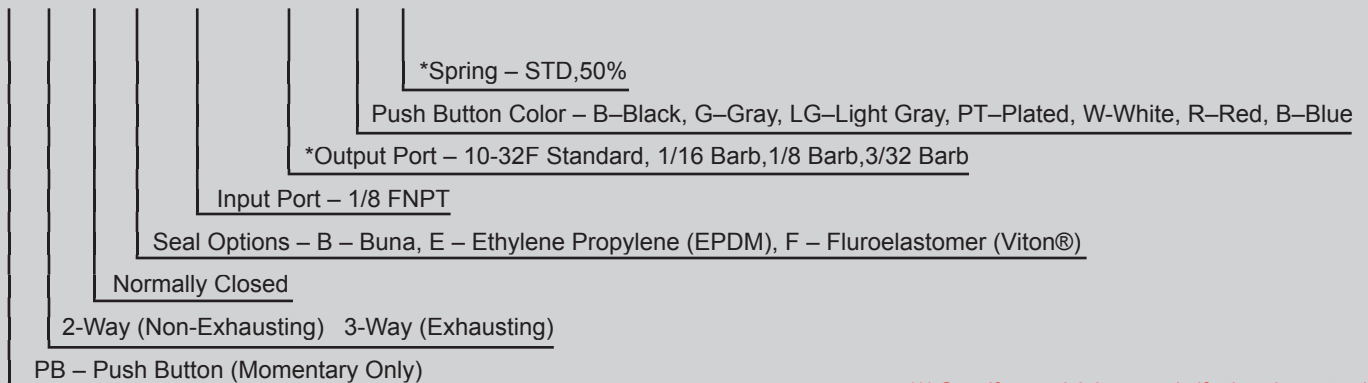 *Spring – STD,50%
Push Button Color – B–Black, G–Gray, LG–Light Gray, PT–Plated, W-White, R–Red, B–Blue
*Output Port – 10-32F Standard, 1/16 Barb,1/8 Barb,3/32 Barb
Input Port – 1/8 FNPT
Seal Options – B – Buna, E – Ethylene Propylene (EPDM), F – Fluroelastomer (Viton®)
Normally Closed
2-Way (Non-Exhausting) 3-Way (Exhausting)
PB – Push Button (Momentary Only)